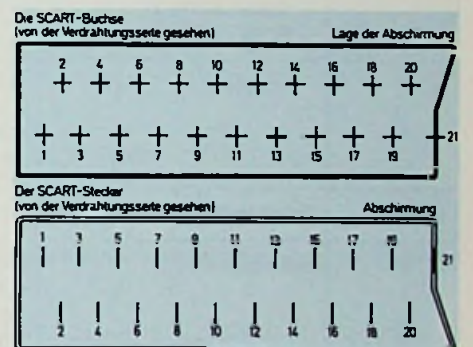 Die SCART-Buchse
(von der Verdrahtungsseite gesehen) Lage der Abschirmung
2 4 6 8 10 12 14 16 18 20
21
1 3 5 7 9 11 13 15 17 19
Der SCART-Stecker
(von der Verdrahtungsseite gesehen) Abschirmung
1 3 5 7 9 11 13 15 17 19
21
2 4 6 8 10 12 14 16 18 20